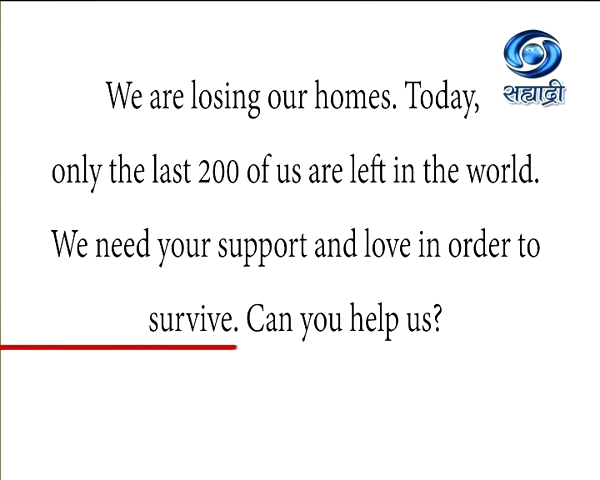 सह्याद्री
We are losing our homes. Today,
only the last 200 of us are left in the world.
We need your support and love in order to
survive. Can you help us?